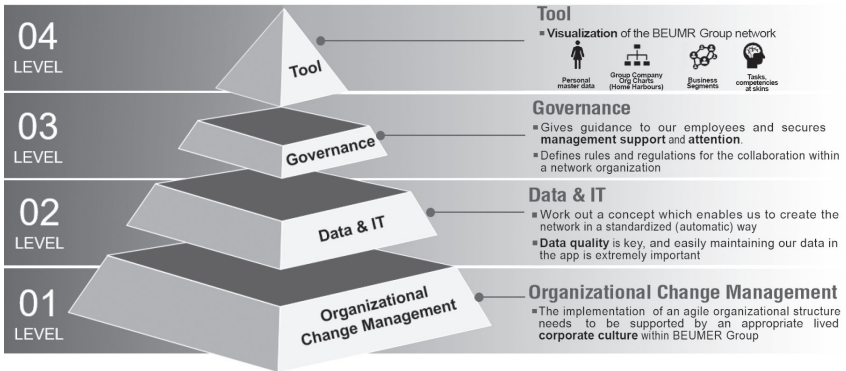 04
LEVEL
Tool
Tool
▪ Visualization of the BEUMR Group network
Personal
master data
Group Company
Org Charts
(Home Harbours)
Business
Segments
Tasks,
competencies
at skins
03
LEVEL
Governance
Governance
▪ Gives guidance to our employees and secures
management support and attention.
▪ Defines rules and regulations for the collaboration within
a network organization
02
LEVEL
Data & IT
Data & IT
▪ Work out a concept which enables us to create the
network in a standardized (automatic) way
▪ Data quality is key, and easily maintaining our data in
the app is extremely important
01
LEVEL
Organizational
Change Management
Organizational Change Management
▪ The implementation of an agile organizational structure
needs to be supported by an appropriate lived
corporate culture within BEUMER Group